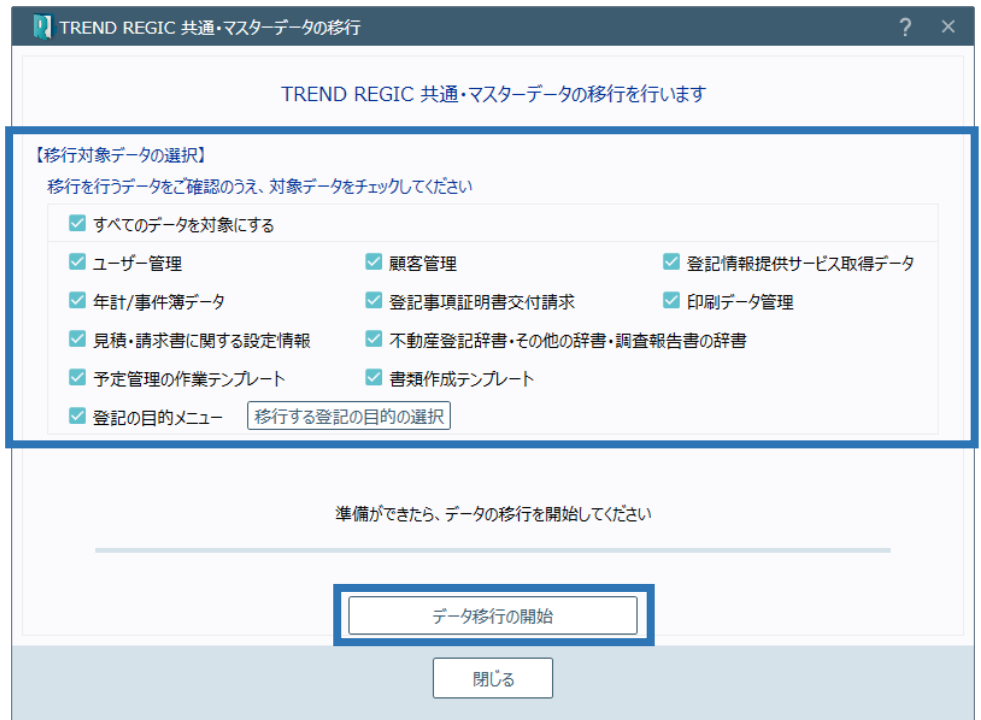 TREND REGIC 共通・マスターデータの移行
?
×
TREND REGIC 共通・マスターデータの移行を行います
【移行対象データの選択】
移行を行うデータをご確認のうえ、対象データをチェックしてください
すべてのデータを対象にする
ユーザー管理 顧客管理 登記情報提供サービス取得データ
年計/事件簿データ 登記事項証明書交付請求 印刷データ管理
見積・請求書に関する設定情報 不動産登記辞書・その他の辞書・調査報告書の辞書
予定管理の作業テンプレート 書類作成テンプレート
登記の目的メニュー 移行する登記の目的の選択
準備ができたら、データの移行を開始してください
データ移行の開始
閉じる